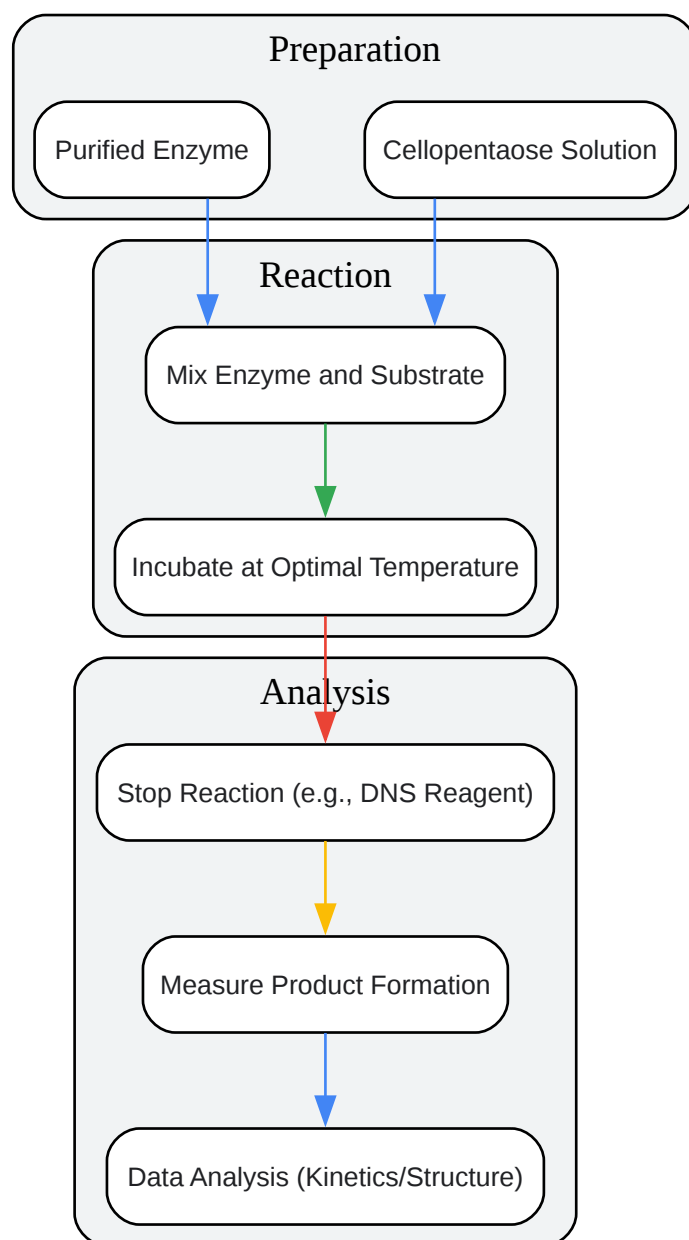 Preparation
Purified Enzyme
Cellopentaose Solution
Reaction
Mix Enzyme and Substrate
Incubate at Optimal Temperature
Analysis
Stop Reaction (e.g., DNS Reagent)
Measure Product Formation
Data Analysis (Kinetics/Structure)